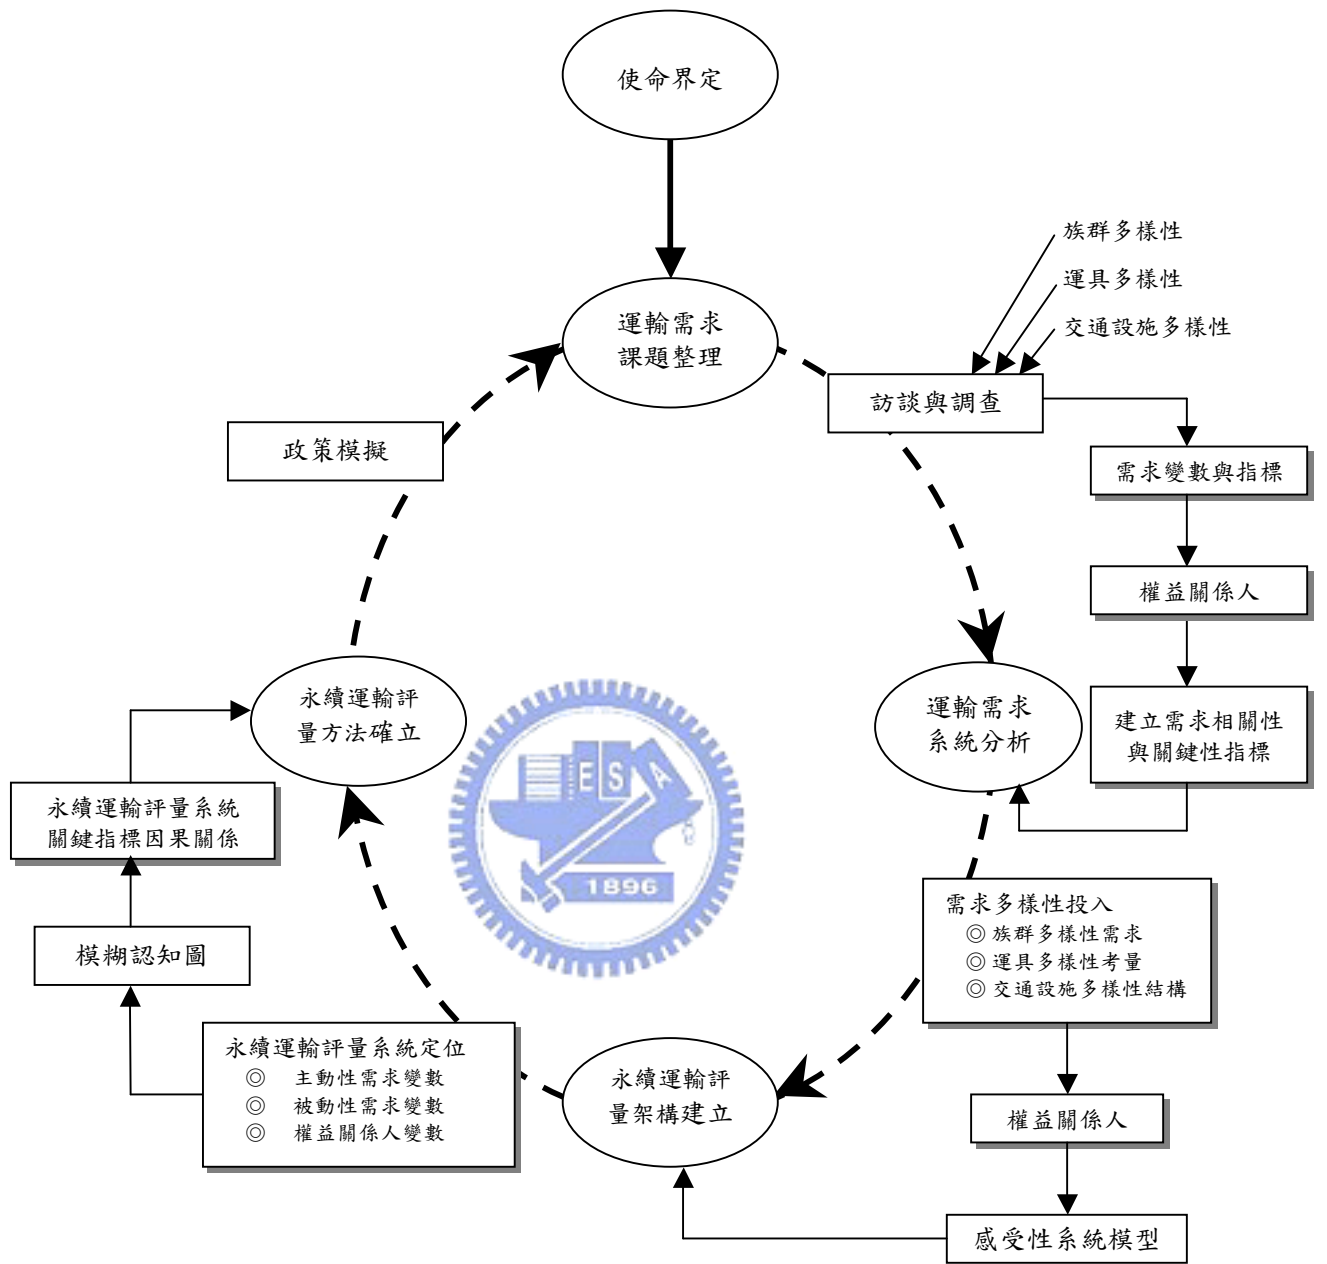 使命界定
族群多樣性
運具多樣性
交通設施多樣性
運輸需求
課題整理
訪談與調查
政策模擬
需求變數與指標
權益關係人
永續運輸評
量方法確立
運輸需求
系統分析
建立需求相關性
與關鍵性指標
ESA
1896
永續運輸評量系統
關鍵指標因果關係
需求多樣性投入
◎族群多樣性需求
◎運具多樣性考量
◎交通設施多樣性結構
模糊認知圖
永續運輸評量系統定位
◎ 主動性需求變數
◎ 被動性需求變數
◎ 權益關係人變數
永續運輸評
量架構建立
權益關係人
感受性系統模型